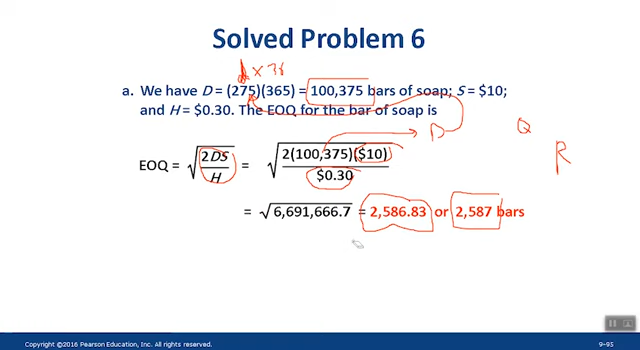 Solved Problem 6
d × 36
a. We have D = (275)(365) = 100,375 bars of soap; S = $10;
and H = $0.30. The EOQ for the bar of soap is
D
Q
R
EOQ = √(2DS/H) = √(2(100,375)($10)/$0.30)
= √6,691,666.7 = 2,586.83 or 2,587 bars
Copyright ©2016 Pearson Education, Inc. All rights reserved.
9-95